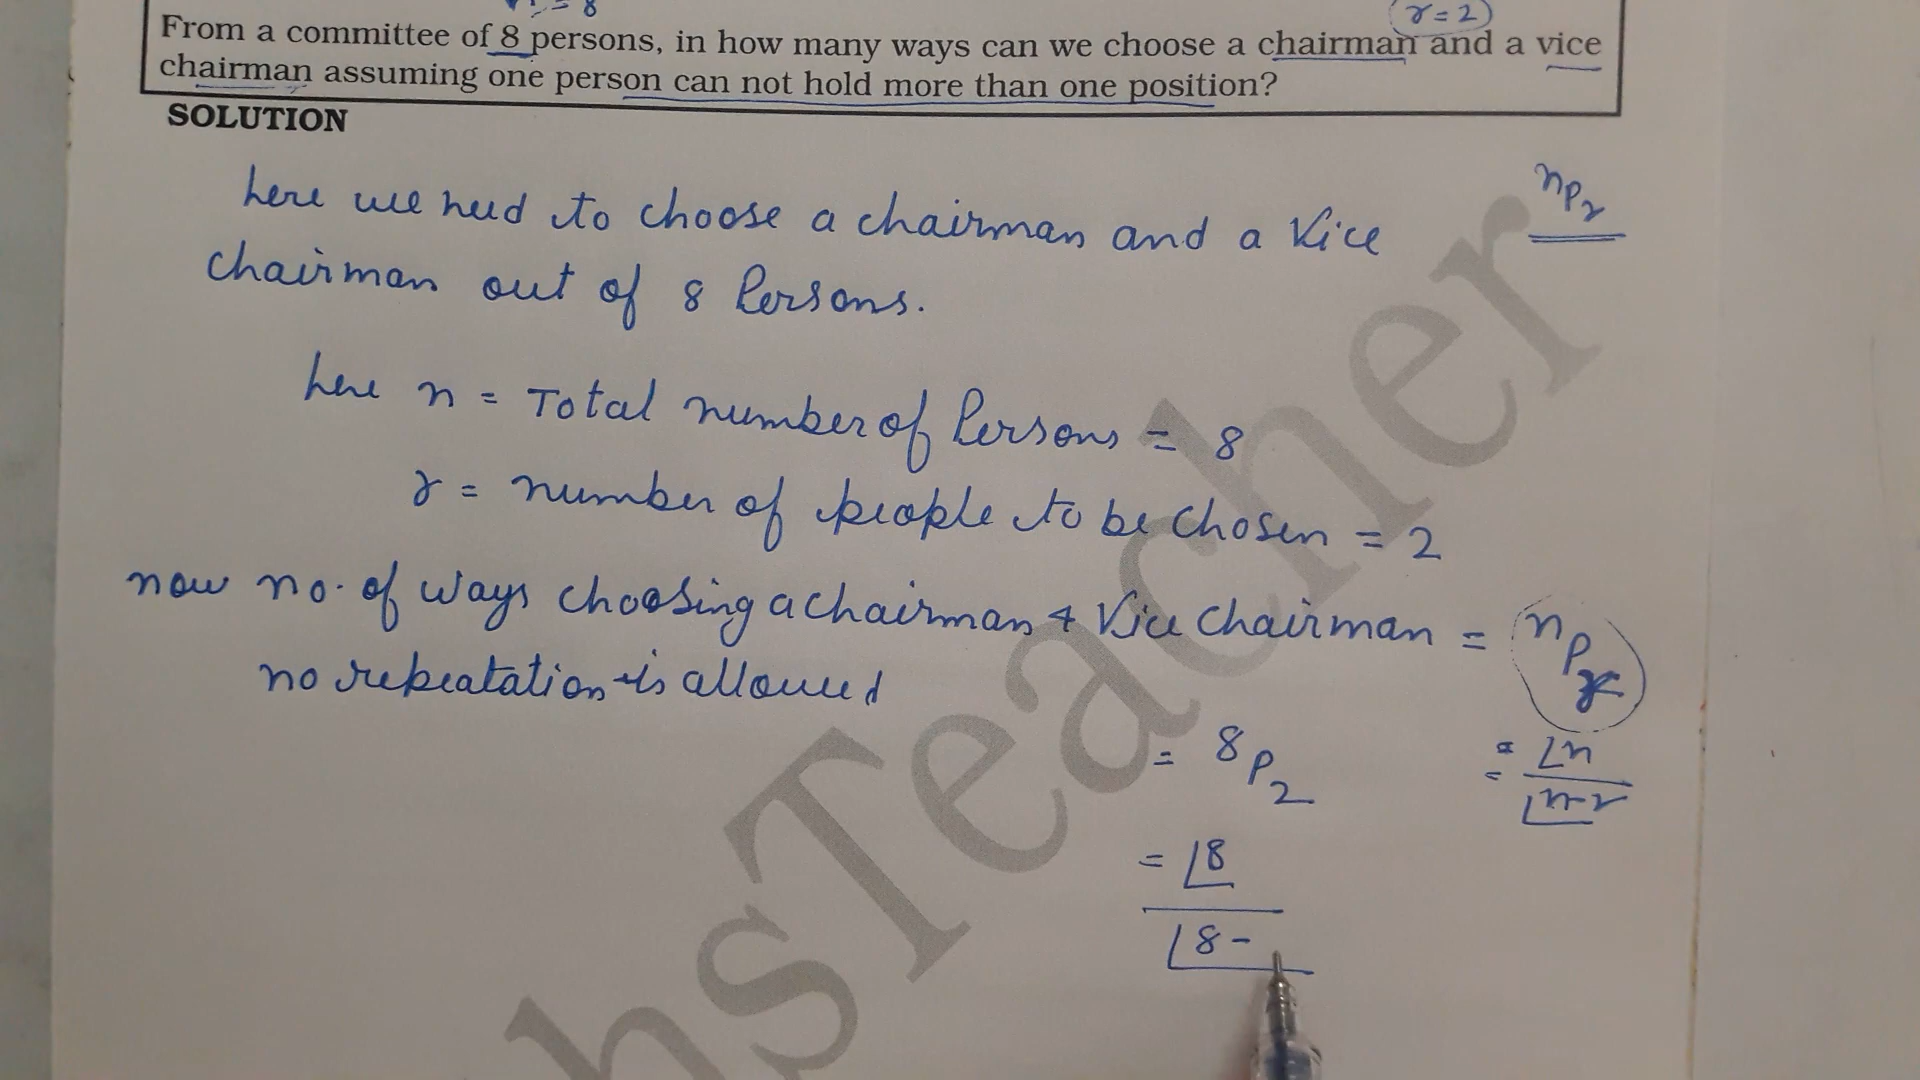 = 8
(r=2)
From a committee of 8 persons, in how many ways can we choose a chairman and a vice
chairman assuming one person can not hold more than one position?
SOLUTION
nPr
here we need to choose a chairman and a Vice
chairman out of 8 Persons.
here n = Total number of Persons = 8
r = number of people to be chosen = 2
now no. of ways choosing a chairman & Vice Chairman = nPr
no repeatation is allowed
= 8P2
= ⌊n
⌊n-r
= ⌊8
⌊8 -
hsTeacher